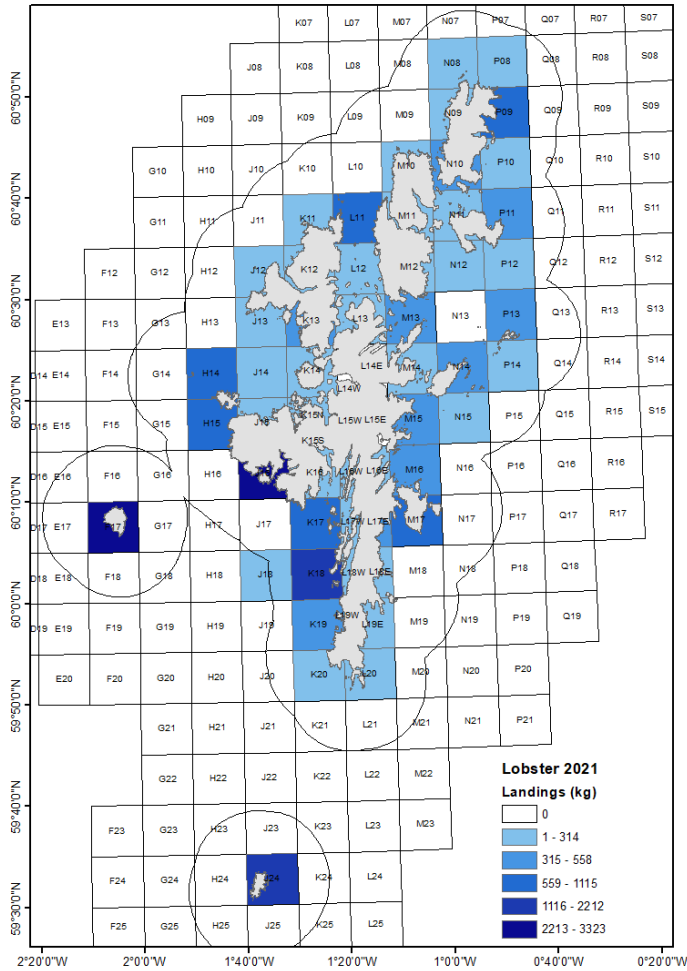 K07 L07 M07 N07 P07 Q07 R07 S07
J08 K08 L08 M08 N08 P08 Q08 R08 S08
60°50'0"N
H09 J09 K09 L09 M09 N09 P09 Q09 R09 S09
G10 H10 J10 K10 L10 M10 N10 P10 Q10 R10 S10
60°40'0"N
G11 H11 J11 K11 L11 M11 N11 P11 Q11 R11 S11
F12 G12 H12 J12 K12 L12 M12 N12 P12 Q12 R12 S12
60°30'0"N
E13 F13 G13 H13 J13 K13 L13 M13 N13 P13 Q13 R13 S13
D14 E14 F14 G14 H14 J14 K14 L14E M14 N14 P14 Q14 R14 S14
L14W
60°20'0"N
D15 E15 F15 G15 H15 J15 K15N L15W L15E M15 N15 P15 Q15 R15 S15
K15S
D16 E16 F16 G16 H16 K16 L16W L16E M16 N16 P16 Q16 R16
60°10'0"N
D17 E17 F17 G17 H17 J17 K17 L17W L17E M17 N17 P17 Q17 R17
D18 E18 F18 G18 H18 J18 K18 L18W L18E M18 N18 P18 Q18
60°0'0"N
D19 E19 F19 G19 H19 J19 K19 L19W L19E M19 N19 P19 Q19
E20 F20 G20 H20 J20 K20 L20 M20 N20 P20
59°50'0"N
G21 H21 J21 K21 L21 M21 N21 P21
G22 H22 J22 K22 L22 M22
59°40'0"N
F23 G23 H23 J23 K23 L23 M23
F24 G24 H24 J24 K24 L24
59°30'0"N
F25 G25 H25 J25 K25 L25
Lobster 2021
Landings (kg)
0
1 - 314
315 - 558
559 - 1115
1116 - 2212
2213 - 3323
2°20'0"W 2°0'0"W 1°40'0"W 1°20'0"W 1°0'0"W 0°40'0"W 0°20'0"W